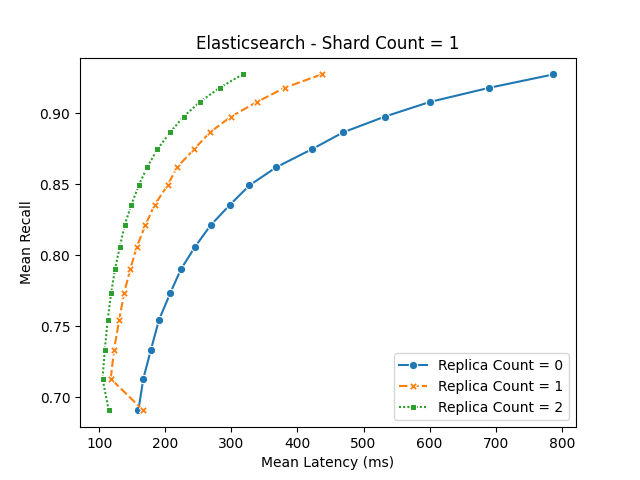 Elasticsearch - Shard Count = 1
Mean Recall
0.90
0.85
0.80
0.75
0.70
Replica Count = 0
Replica Count = 1
Replica Count = 2
100 200 300 400 500 600 700 800
Mean Latency (ms)